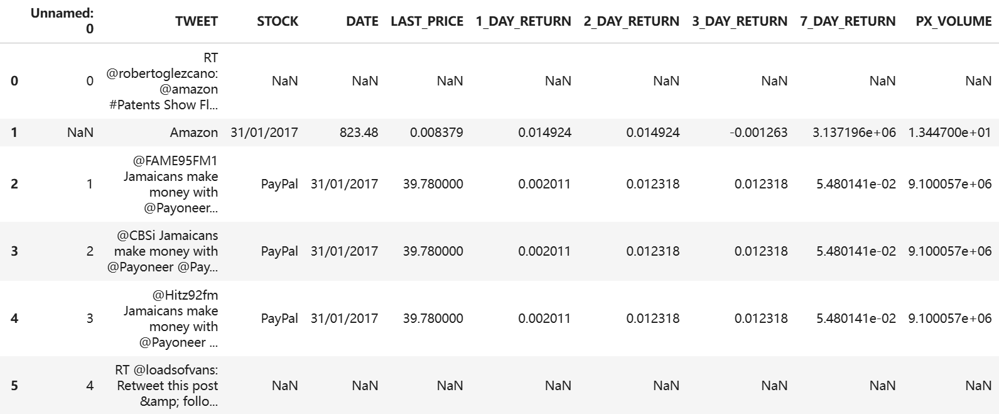 Unnamed: 0 TWEET STOCK DATE LAST_PRICE 1_DAY_RETURN 2_DAY_RETURN 3_DAY_RETURN 7_DAY_RETURN PX_VOLUME
0 0 RT @robertoglezcano: @amazon #Patents Show Fl... NaN NaN NaN NaN NaN NaN NaN NaN
1 NaN Amazon 31/01/2017 823.48 0.008379 0.014924 0.014924 -0.001263 3.137196e+06 1.344700e+01
2 1 @FAME95FM1 Jamaicans make money with @Payoneer... PayPal 31/01/2017 39.780000 0.002011 0.012318 0.012318 5.480141e-02 9.100057e+06
3 2 @CBSi Jamaicans make money with @Payoneer @Pay... PayPal 31/01/2017 39.780000 0.002011 0.012318 0.012318 5.480141e-02 9.100057e+06
4 3 @Hitz92fm Jamaicans make money with @Payoneer ... PayPal 31/01/2017 39.780000 0.002011 0.012318 0.012318 5.480141e-02 9.100057e+06
5 4 RT @loadsofvans: Retweet this post &amp; follo... NaN NaN NaN NaN NaN NaN NaN NaN